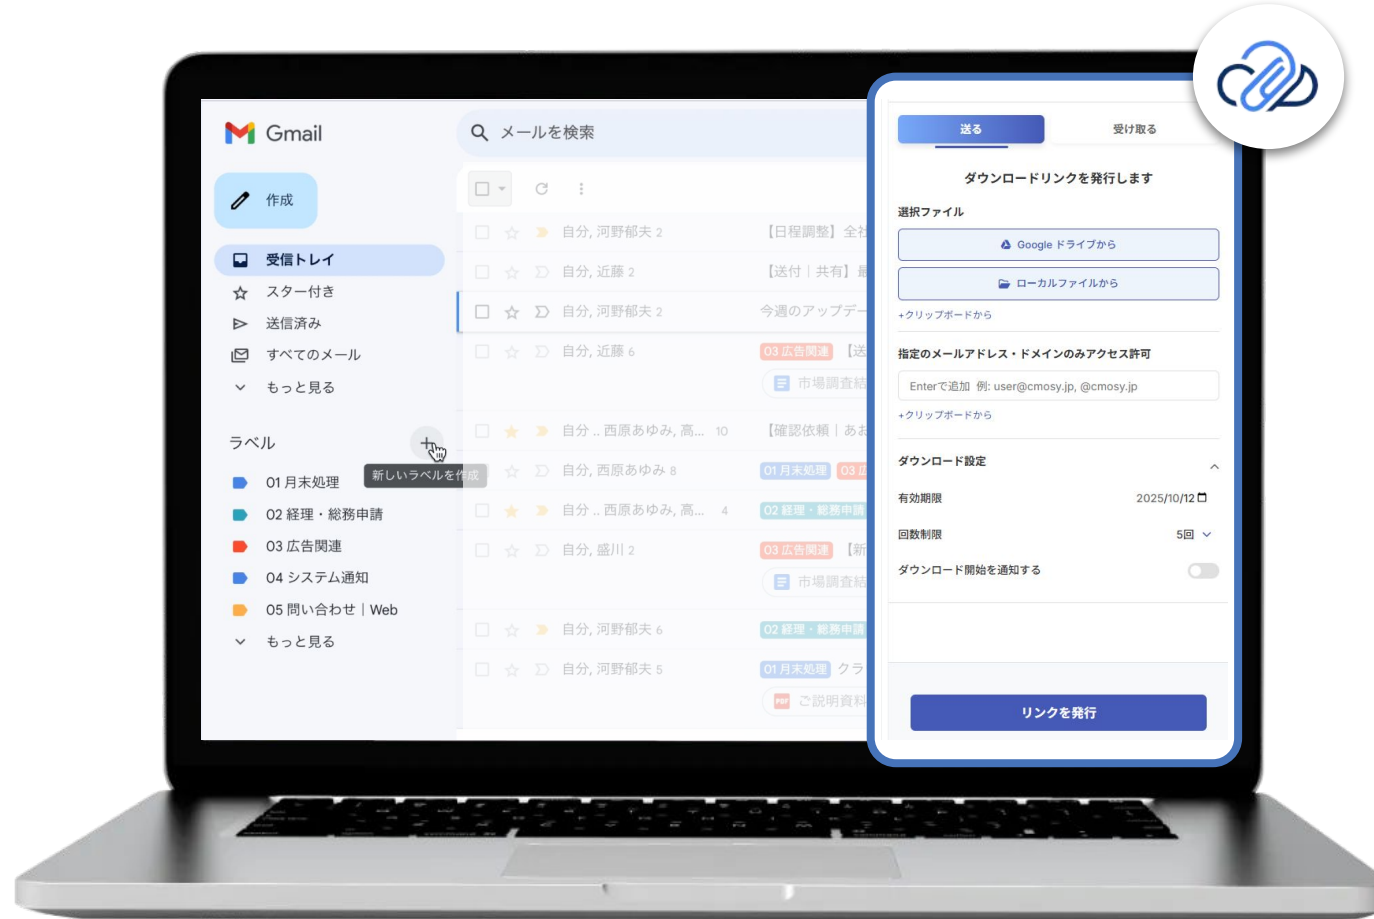 Gmail
メールを検索
作成
受信トレイ
スター付き
送信済み
すべてのメール
もっと見る
ラベル
新しいラベルを作成
01 月末処理
02 経理・総務申請
03 広告関連
04 システム通知
05 問い合わせ｜Web
もっと見る
自分, 河野郁夫 2 【日程調整】全社
自分, 近藤 2 【送付｜共有】最
自分, 河野郁夫 2 今週のアップデー
自分, 近藤 6 03 広告関連 【送
市場調査結
自分 .. 西原あゆみ, 高... 10 【確認依頼｜あお
自分, 西原あゆみ 8 01 月末処理 03 広
自分 .. 西原あゆみ, 高... 4 02 経理・総務申請
自分, 盛川 2 03 広告関連 【新
市場調査結
自分, 河野郁夫 6 02 経理・総務申請
自分, 河野郁夫 5 01 月末処理 クラ
PDF ご説明資料
送る 受け取る
ダウンロードリンクを発行します
選択ファイル
Google ドライブから
ローカルファイルから
+クリップボードから
指定のメールアドレス・ドメインのみアクセス許可
Enterで追加 例: user@cmosy.jp, @cmosy.jp
+クリップボードから
ダウンロード設定
有効期限 2025/10/12
回数制限 5回
ダウンロード開始を通知する
リンクを発行